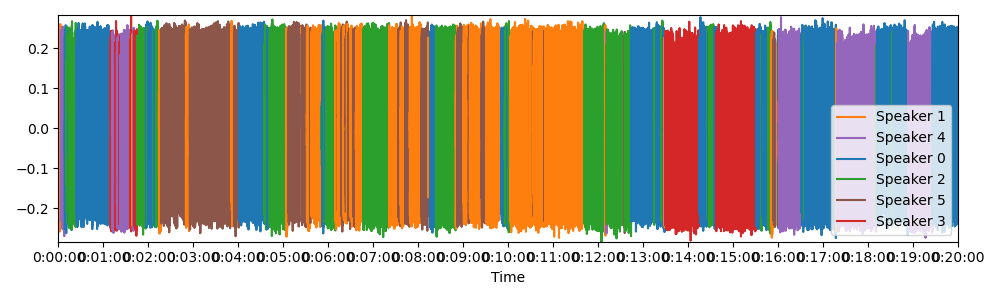 0.2
0.1
0.0
−0.1
−0.2
Speaker 1
Speaker 4
Speaker 0
Speaker 2
Speaker 5
Speaker 3
0:00:00 0:01:00 0:02:00 0:03:00 0:04:00 0:05:00 0:06:00 0:07:00 0:08:00 0:09:00 0:10:00 0:11:00 0:12:00 0:13:00 0:14:00 0:15:00 0:16:00 0:17:00 0:18:00 0:19:00 0:20:00
Time